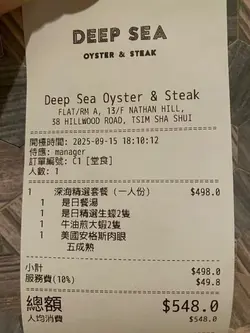 DEEP SEA
OYSTER & STEAK
Deep Sea Oyster & Steak
FLAT/RM A, 13/F NATHAN HILL,
38 HILLWOOD ROAD, TSIM SHA SHUI
開檯時間: 2025-09-15 18:10:12
侍應: manager
訂單編號: C1 [堂食]
人數: 1
1 深海精選套餐 (一人份) $498.0
1 是日餐湯
1 是日精選生蠔2隻
1 牛油煎大蝦2隻
1 美國安格斯肉眼
五成熟
小計 $498.0
服務費(10%) $49.8
總額 $548.0
人均消費 $548.0